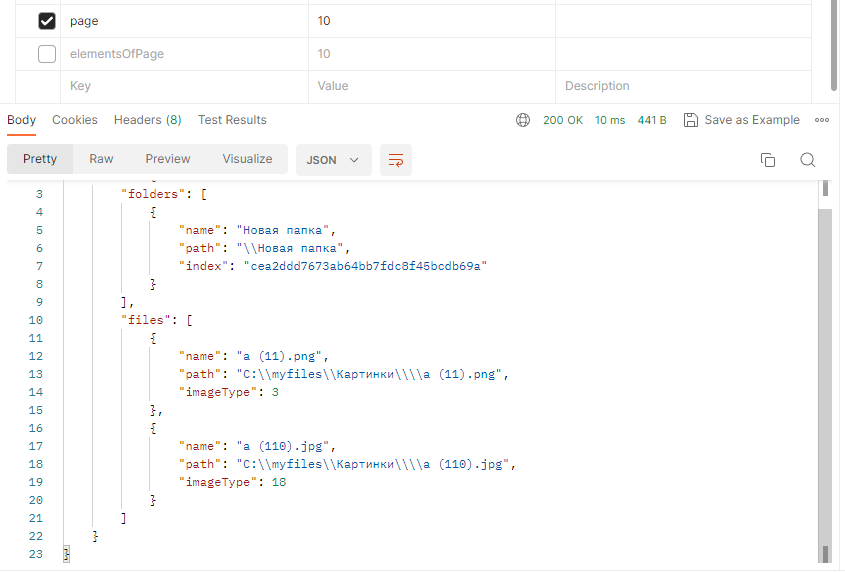 page 10
elementsOfPage 10
Key Value Description
Body Cookies Headers (8) Test Results 200 OK 10 ms 441 B Save as Example
Pretty Raw Preview Visualize JSON
3 "folders": [
4 {
5 "name": "Новая папка",
6 "path": "\\Новая папка",
7 "index": "cea2ddd7673ab64bb7fdc8f45bcdb69a"
8 }
9 ],
10 "files": [
11 {
12 "name": "a (11).png",
13 "path": "C:\\myfiles\\Картинки\\\\a (11).png",
14 "imageType": 3
15 },
16 {
17 "name": "a (110).jpg",
18 "path": "C:\\myfiles\\Картинки\\\\a (110).jpg",
19 "imageType": 18
20 }
21 ]
22 }
23 }